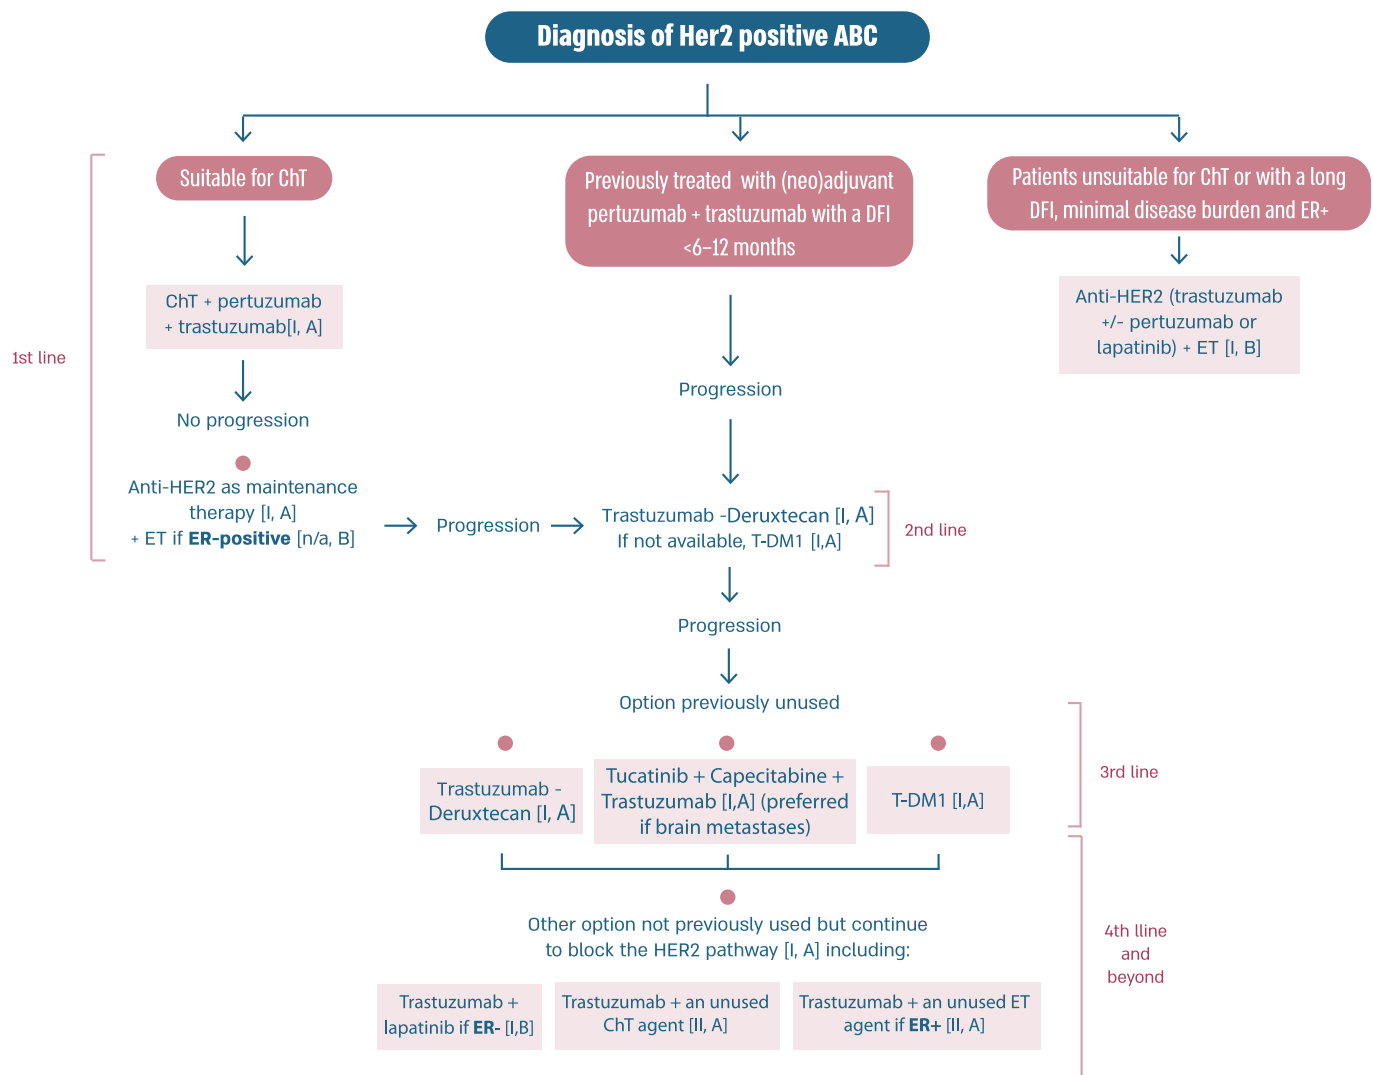 Diagnosis of Her2 positive ABC
Suitable for ChT
Previously treated with (neo)adjuvant
pertuzumab + trastuzumab with a DFI
<6–12 months
Patients unsuitable for ChT or with a long
DFI, minimal disease burden and ER+
1st line
ChT + pertuzumab
+ trastuzumab[I, A]
No progression
Anti-HER2 as maintenance
therapy [I, A]
+ ET if ER-positive [n/a, B]
Progression
Progression
Anti-HER2 (trastuzumab
+/- pertuzumab or
lapatinib) + ET [I, B]
Trastuzumab -Deruxtecan [I, A]
If not available, T-DM1 [I,A]
2nd line
Progression
Option previously unused
Trastuzumab -
Deruxtecan [I, A]
Tucatinib + Capecitabine +
Trastuzumab [I,A] (preferred
if brain metastases)
T-DM1 [I,A]
3rd line
Other option not previously used but continue
to block the HER2 pathway [I, A] including:
Trastuzumab +
lapatinib if ER- [I,B]
Trastuzumab + an unused
ChT agent [II, A]
Trastuzumab + an unused ET
agent if ER+ [II, A]
4th lline
and
beyond